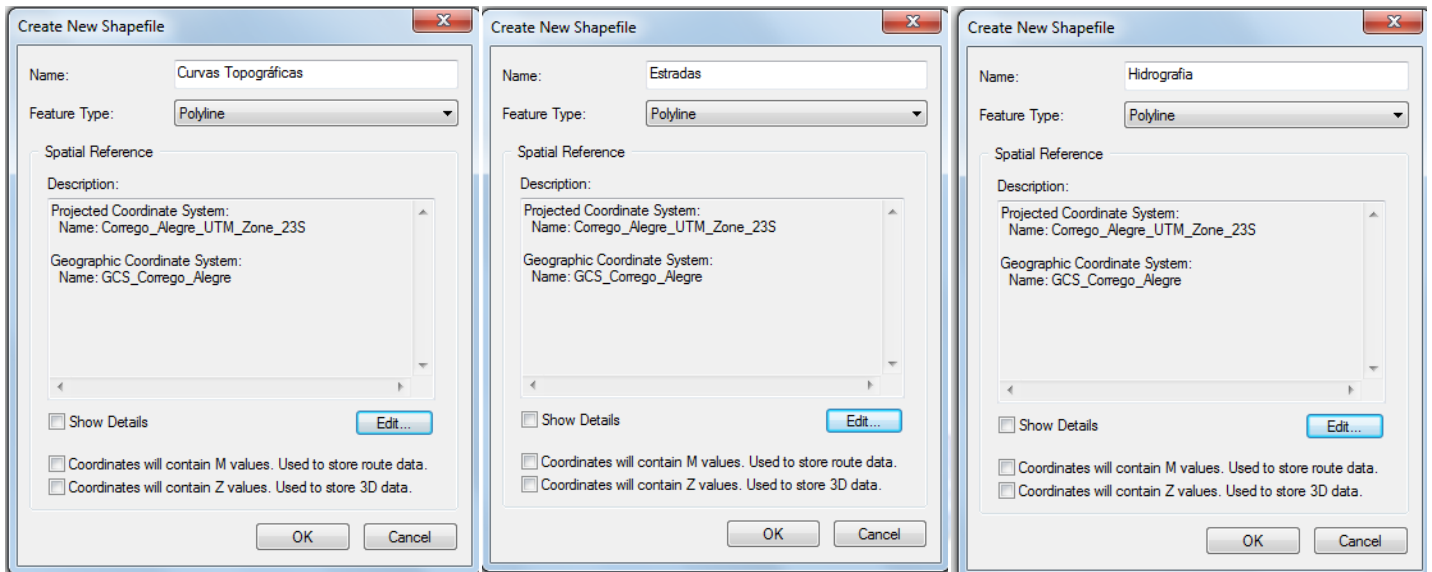 Create New Shapefile
Name:
Curvas Topográficas
Feature Type:
Polyline
Spatial Reference
Description:
Projected Coordinate System:
Name: Corrego_Alegre_UTM_Zone_23S
Geographic Coordinate System:
Name: GCS_Corrego_Alegre
Show Details
Edit...
Coordinates will contain M values. Used to store route data.
Coordinates will contain Z values. Used to store 3D data.
OK
Cancel
Create New Shapefile
Name:
Estradas
Feature Type:
Polyline
Spatial Reference
Description:
Projected Coordinate System:
Name: Corrego_Alegre_UTM_Zone_23S
Geographic Coordinate System:
Name: GCS_Corrego_Alegre
Show Details
Edit...
Coordinates will contain M values. Used to store route data.
Coordinates will contain Z values. Used to store 3D data.
OK
Cancel
Create New Shapefile
Name:
Hidrografia
Feature Type:
Polyline
Spatial Reference
Description:
Projected Coordinate System:
Name: Corrego_Alegre_UTM_Zone_23S
Geographic Coordinate System:
Name: GCS_Corrego_Alegre
Show Details
Edit...
Coordinates will contain M values. Used to store route data.
Coordinates will contain Z values. Used to store 3D data.
OK
Cancel